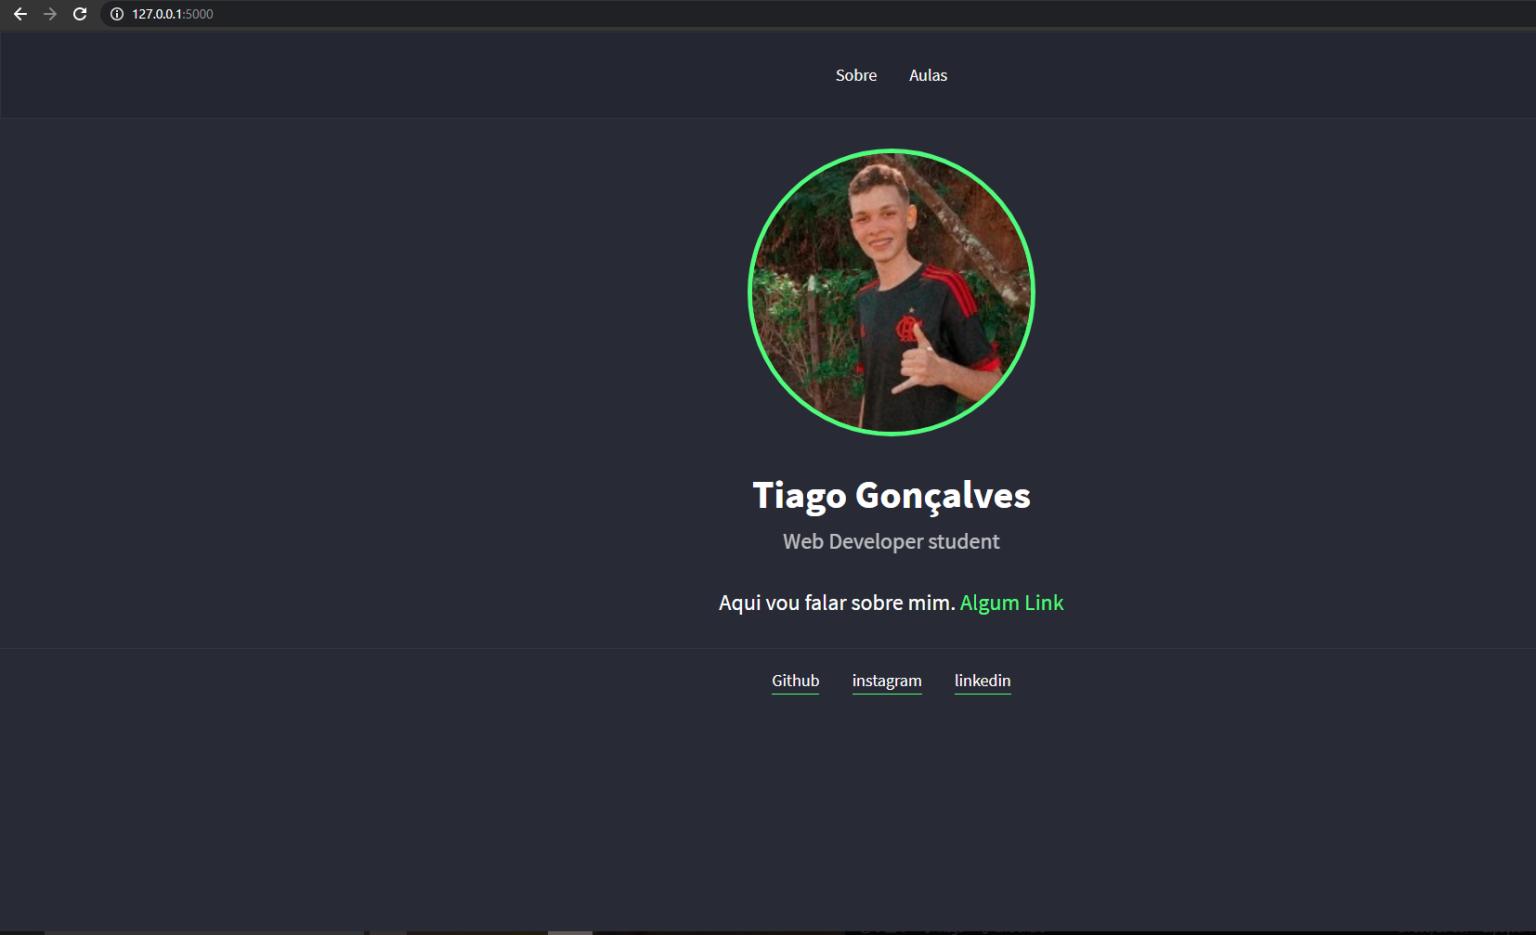 127.0.0.1:5000
Sobre Aulas
Tiago Gonçalves
Web Developer student
Aqui vou falar sobre mim. Algum Link
Github instagram linkedin